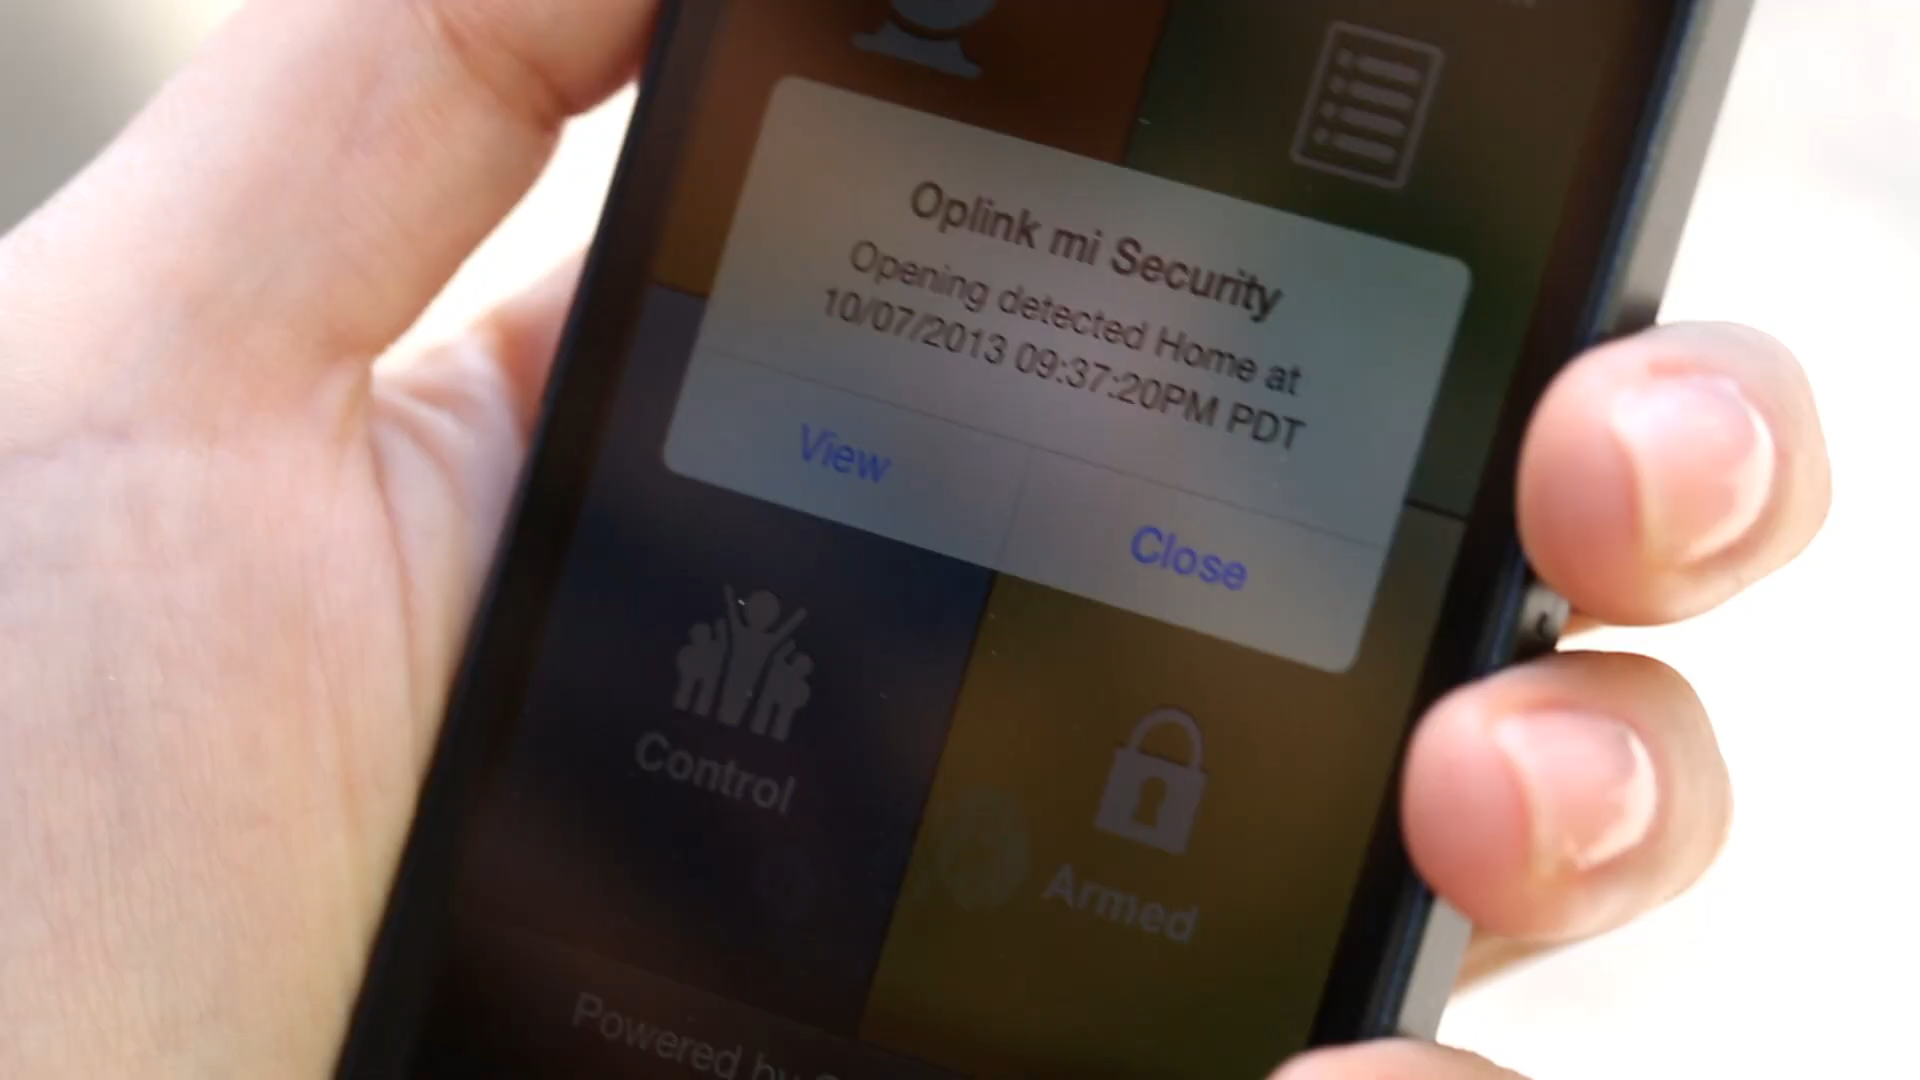 Oplink mi Security
Opening detected Home at
10/07/2013 09:37:20PM PDT
View
Close
Control
Armed
Powered by